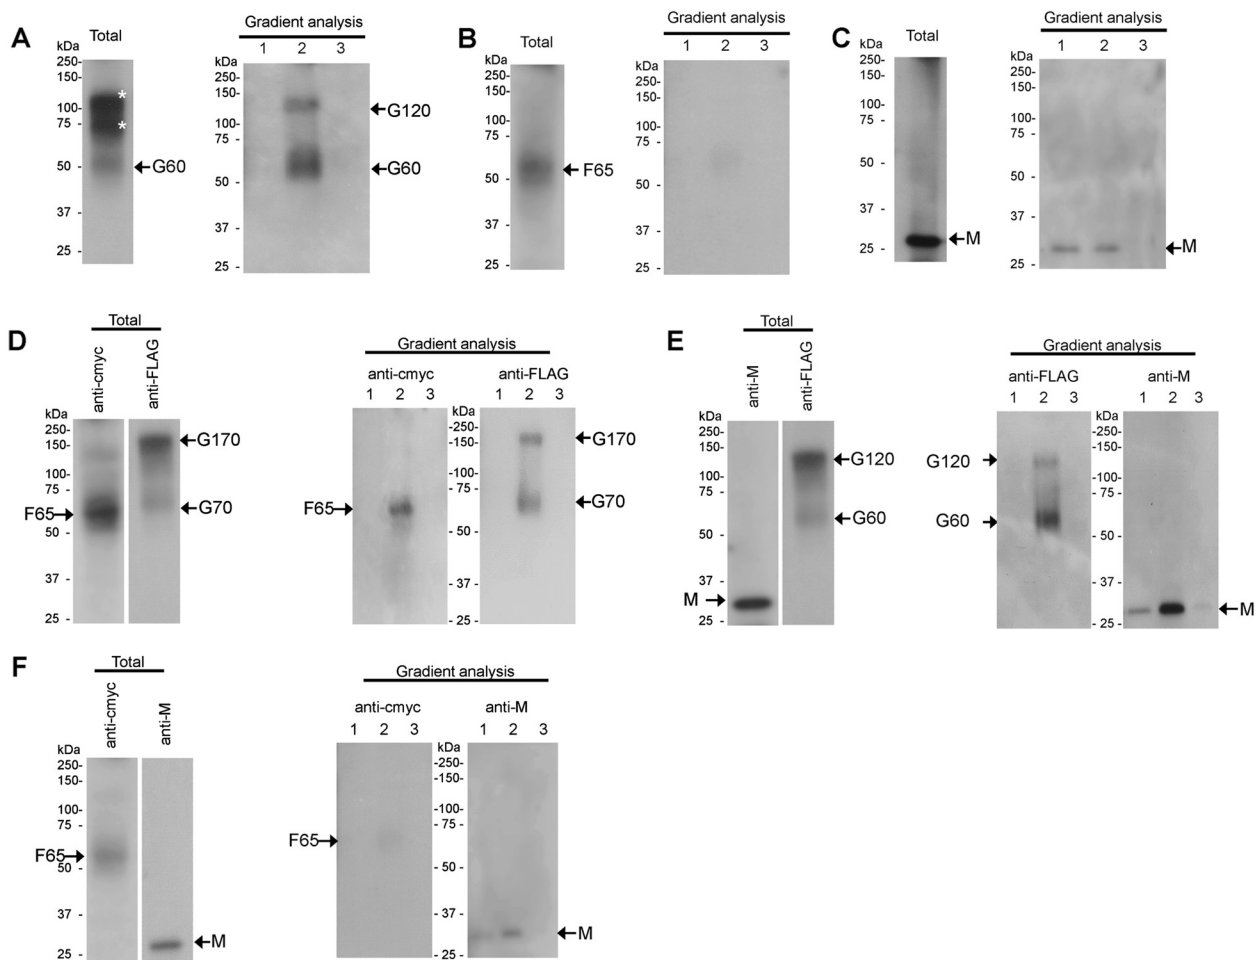 A
Total
kDa
250-
150-
100-
75 -
50 -
37 -
25 -
*
*
G60
Gradient analysis
1 2 3
kDa
250-
150-
100-
75 -
50 -
37 -
25 -
G120
G60
B
Total
kDa
250-
150-
100-
75 -
50 -
37 -
25 -
F65
Gradient analysis
1 2 3
kDa
250-
150-
100-
75 -
50 -
37 -
25 -
C
Total
kDa
250-
150-
100-
75 -
50 -
37 -
25 -
M
Gradient analysis
1 2 3
kDa
250-
150-
100-
75 -
50 -
37 -
25 -
M
D
Total
anti-cmyc
anti-FLAG
kDa
250-
150-
100-
75 -
50 -
37 -
25 -
F65
G170
G70
Gradient analysis
anti-cmyc anti-FLAG
1 2 3
1 2 3
kDa
-250-
-150-
-100-
- 75 -
- 50 -
- 37 -
- 25 -
F65
G170
G70
E
Total
anti-M
anti-FLAG
kDa
250-
150-
100-
75 -
50 -
37 -
25 -
M
G120
G60
Gradient analysis
anti-FLAG anti-M
1 2 3
1 2 3
kDa
-250-
-150-
-100-
- 75 -
- 50 -
- 37 -
- 25 -
G120
G60
M
F
Total
anti-cmyc
anti-M
kDa
250-
150-
100-
75 -
50 -
37 -
25 -
F65
M
Gradient analysis
anti-cmyc anti-M
1 2 3
1 2 3
kDa
-250-
-150-
-100-
- 75 -
- 50 -
- 37 -
- 25 -
F65
M